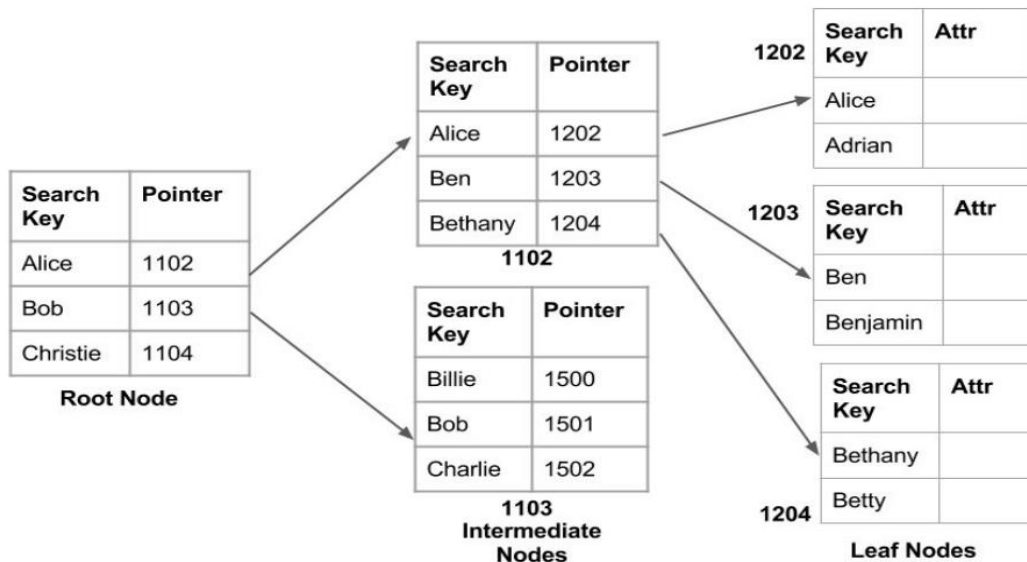 Search Key Pointer
Alice 1102
Bob 1103
Christie 1104
Root Node
Search Key Pointer
Alice 1202
Ben 1203
Bethany 1204
1102
Search Key Pointer
Billie 1500
Bob 1501
Charlie 1502
1103
Intermediate
Nodes
1202
Search Key Attr
Alice
Adrian
1203
Search Key Attr
Ben
Benjamin
Search Key Attr
Bethany
Betty
1204
Leaf Nodes